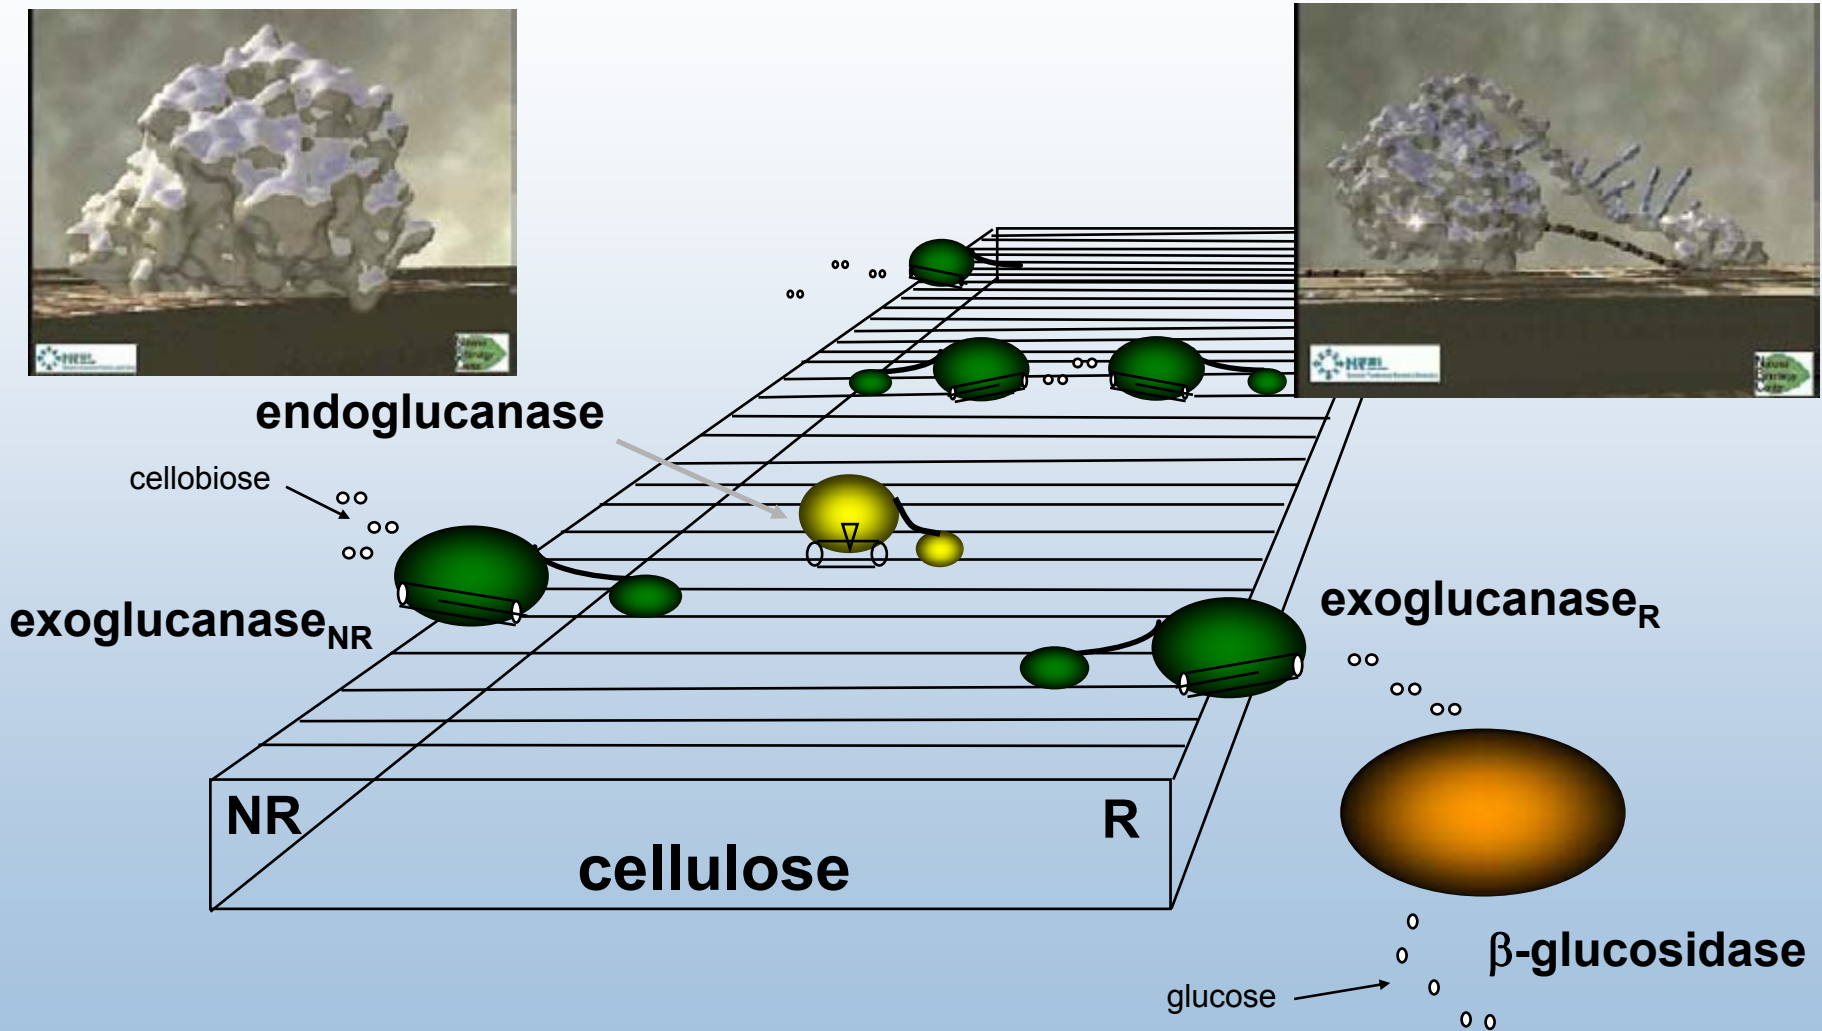 endoglucanase
cellobiose
exoglucanaseNR
exoglucanaseR
NR
R
cellulose
β-glucosidase
glucose